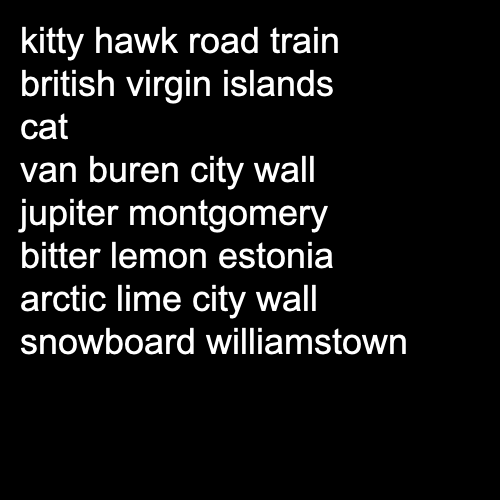 kitty hawk road train
british virgin islands
cat
van buren city wall
jupiter montgomery
bitter lemon estonia
arctic lime city wall
snowboard williamstown